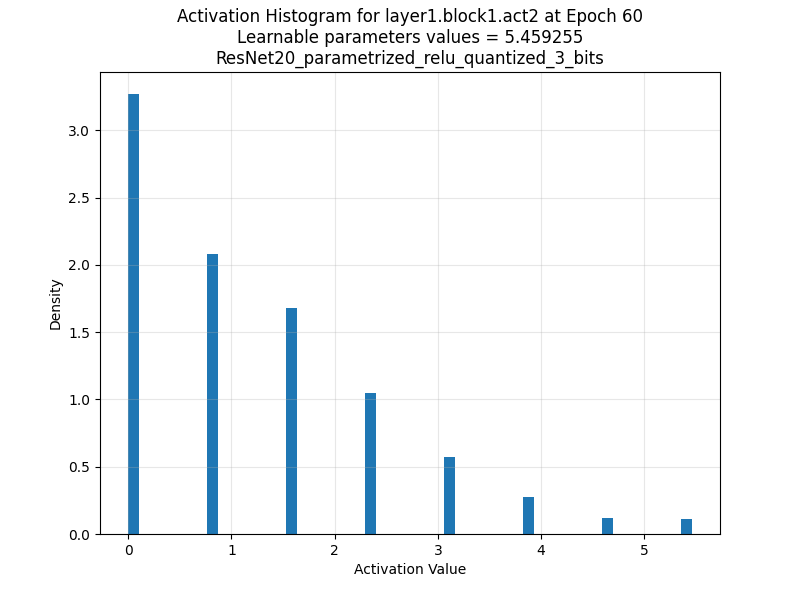 Activation Histogram for layer1.block1.act2 at Epoch 60
Learnable parameters values = 5.459255
ResNet20_parametrized_relu_quantized_3_bits
3.0
2.5
2.0
1.5
1.0
0.5
0.0
Density
0 1 2 3 4 5
Activation Value